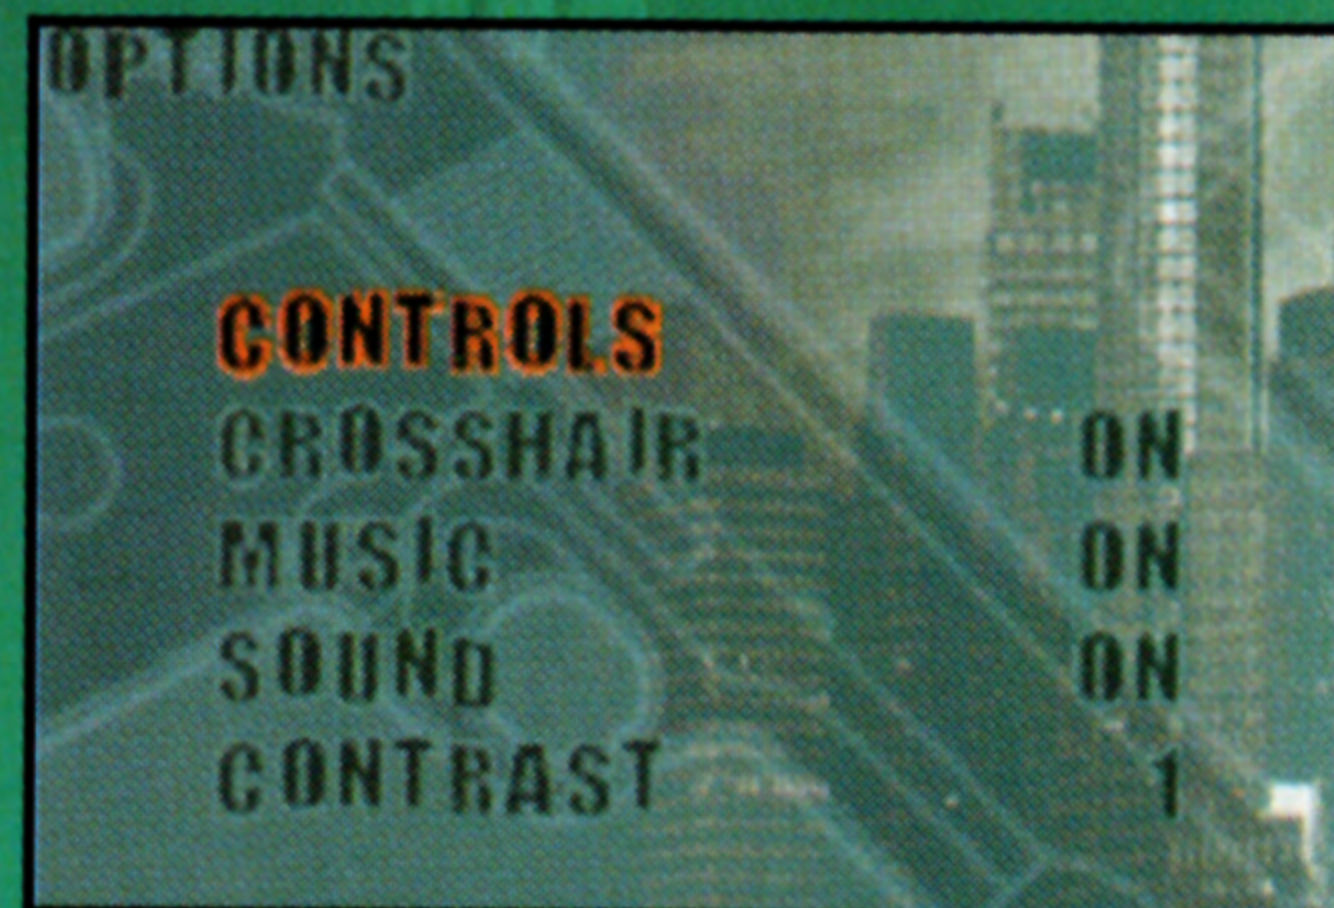 OPTIONS
CONTROLS
CROSSHAIR ON
MUSIC ON
SOUND ON
CONTRAST 1